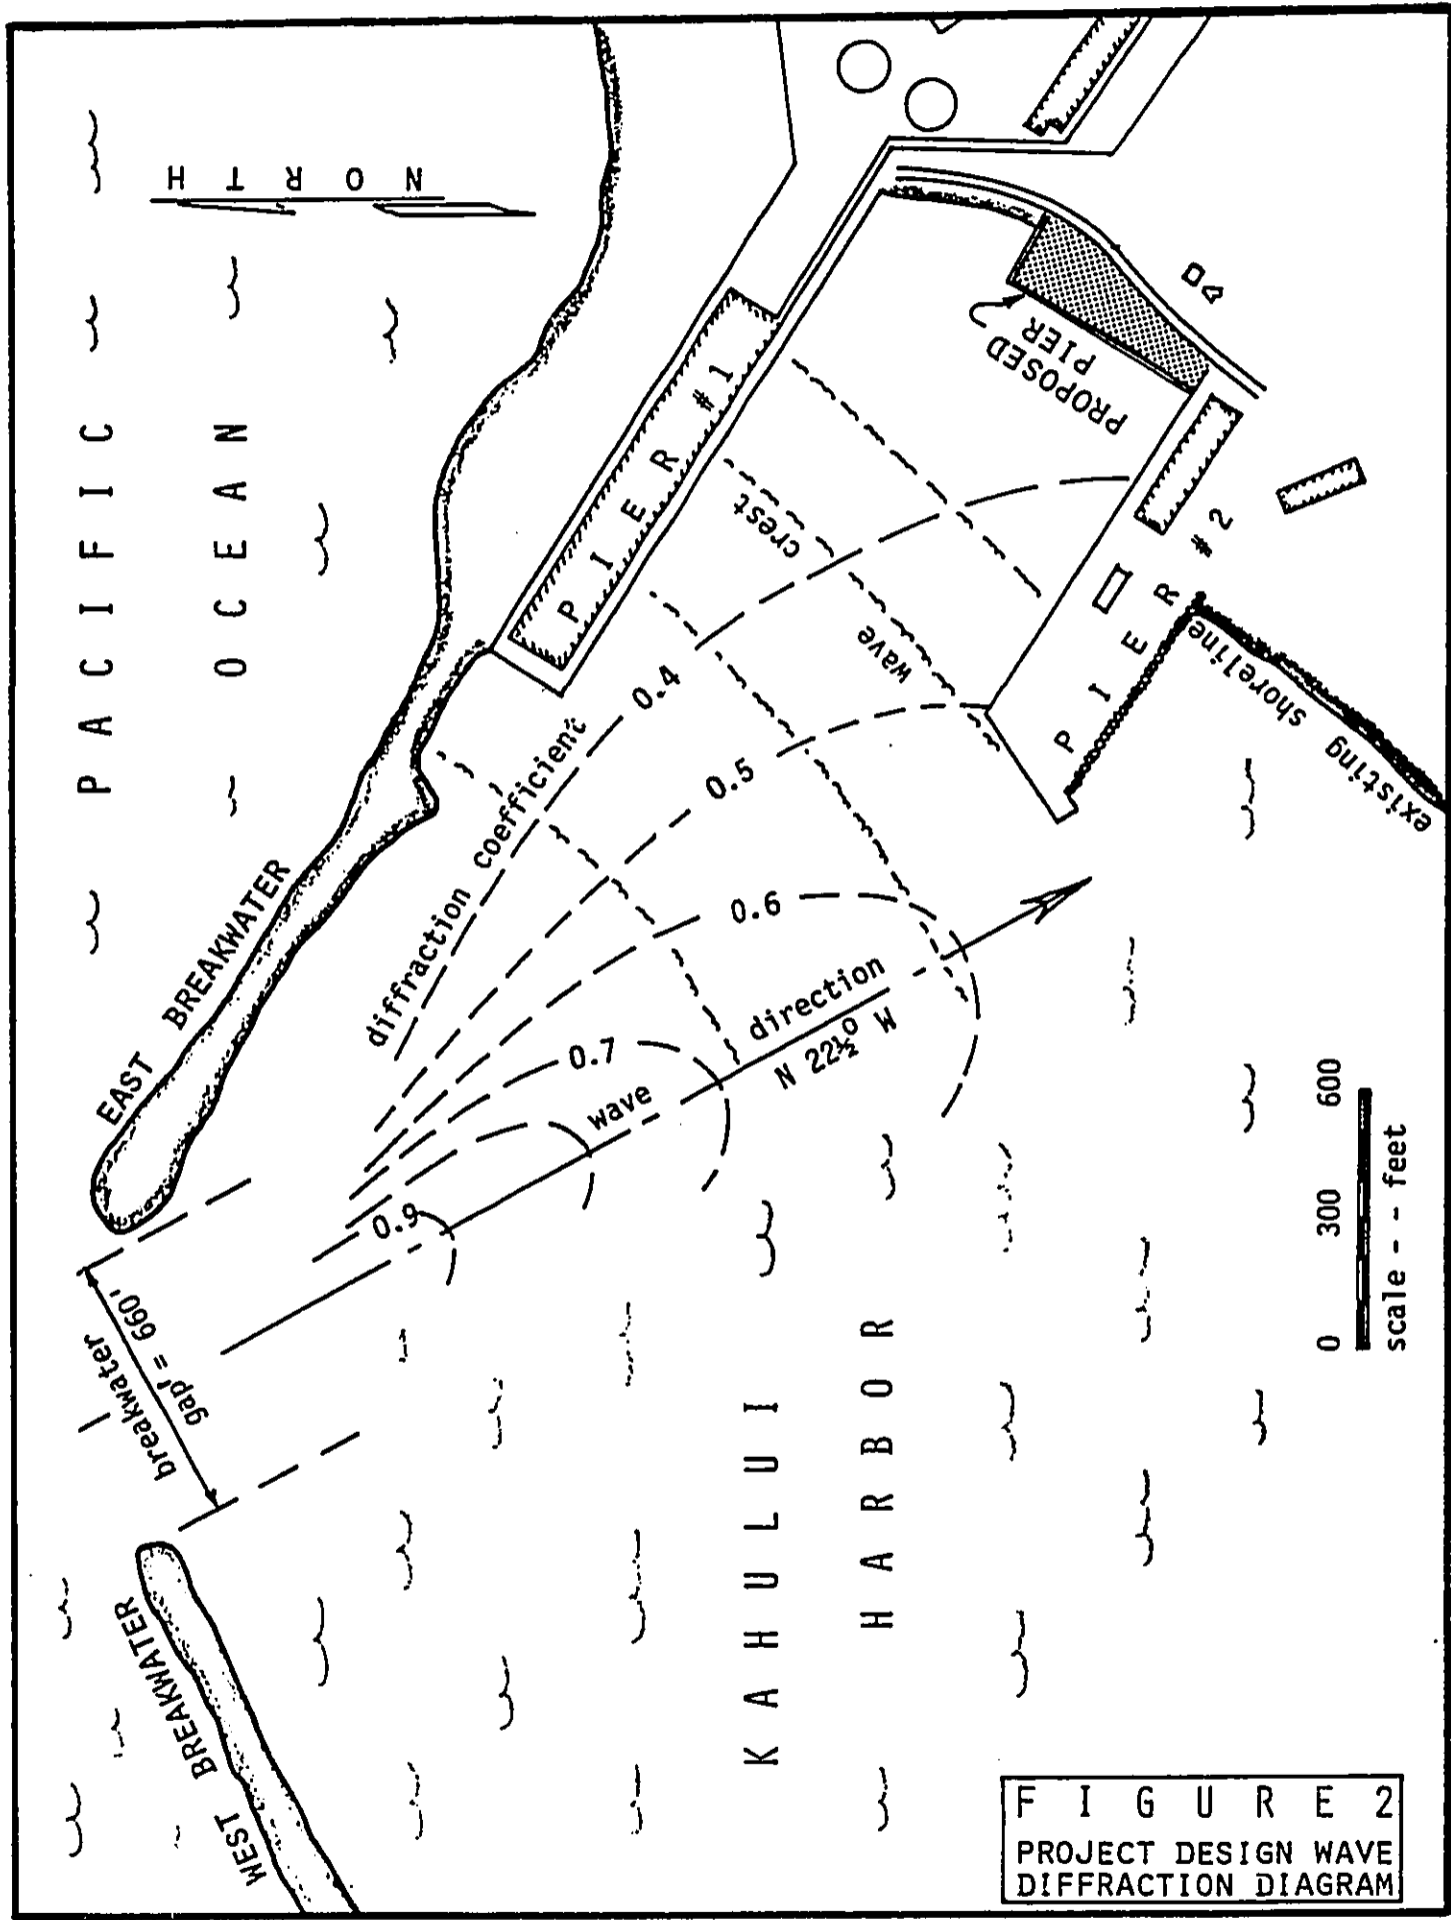 PACIFIC
OCEAN
NORTH
EAST BREAKWATER
WEST BREAKWATER
breakwater
gap' = 660'
diffraction coefficient
0.4
0.5
0.6
0.7
0.9
wave direction
N 22½° W
wave crest
PIER #1
PROPOSED
PIER
PIER #2
existing shoreline
KAHULUI
HARBOR
0 300 600
scale - - feet
FIGURE 2
PROJECT DESIGN WAVE
DIFFRACTION DIAGRAM